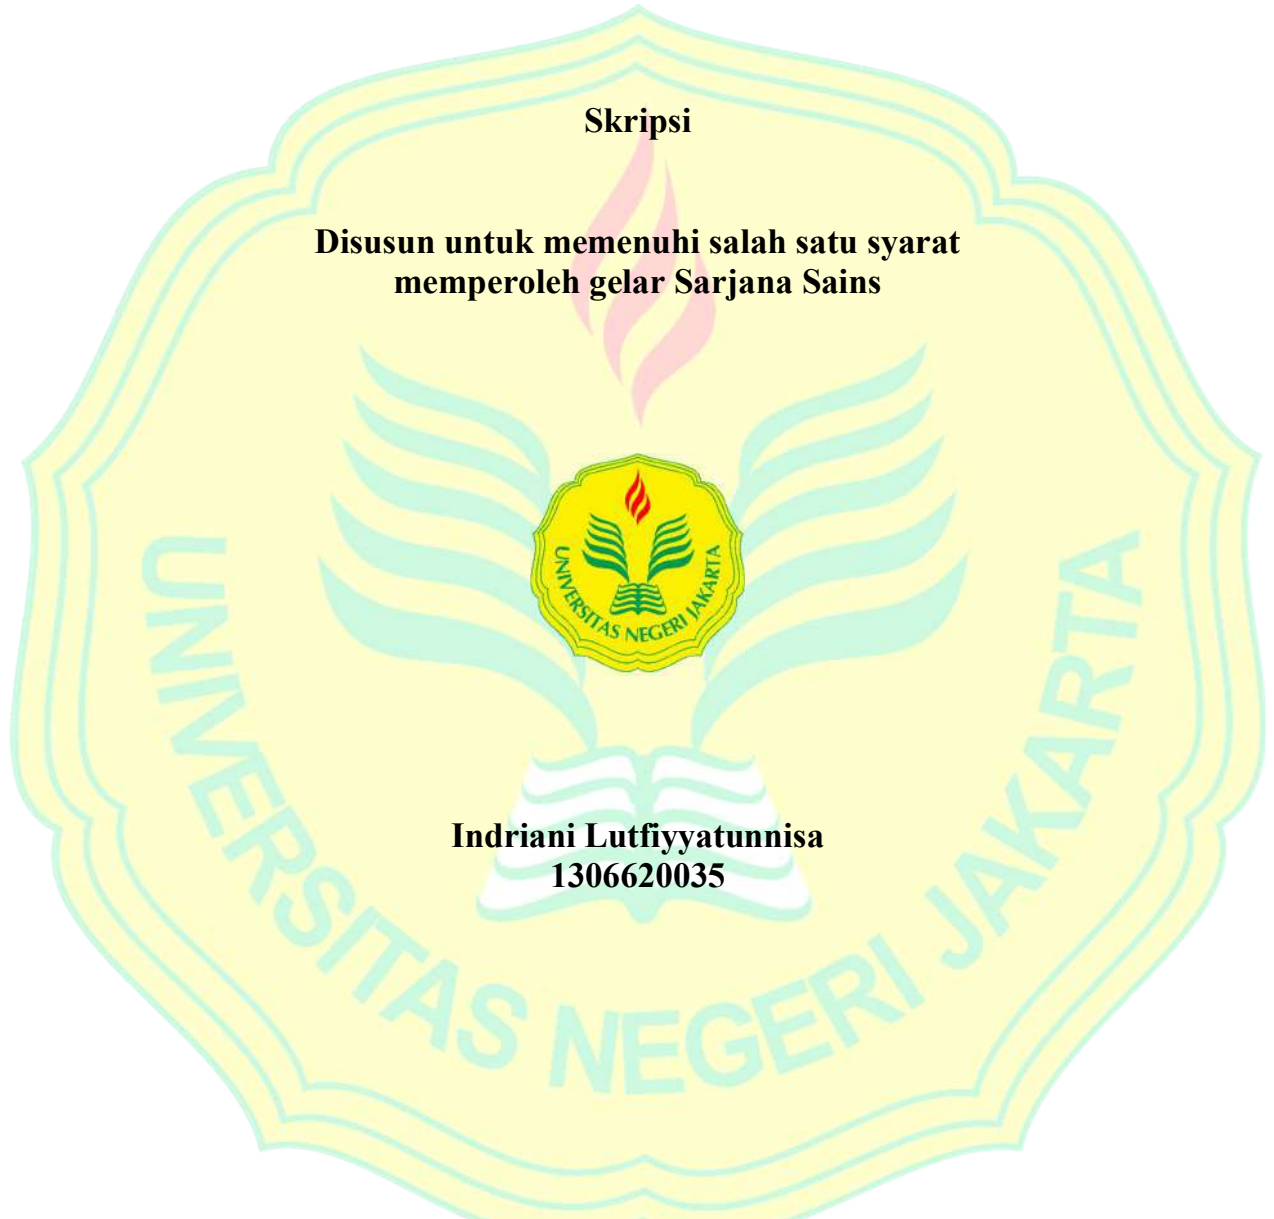 Skripsi
Disusun untuk memenuhi salah satu syarat
memperoleh gelar Sarjana Sains
UNIVERSITAS NEGERI JAKARTA
Indriani Lutfiyyatunnisa
1306620035
UNIVERSITAS NEGERI JAKARTA